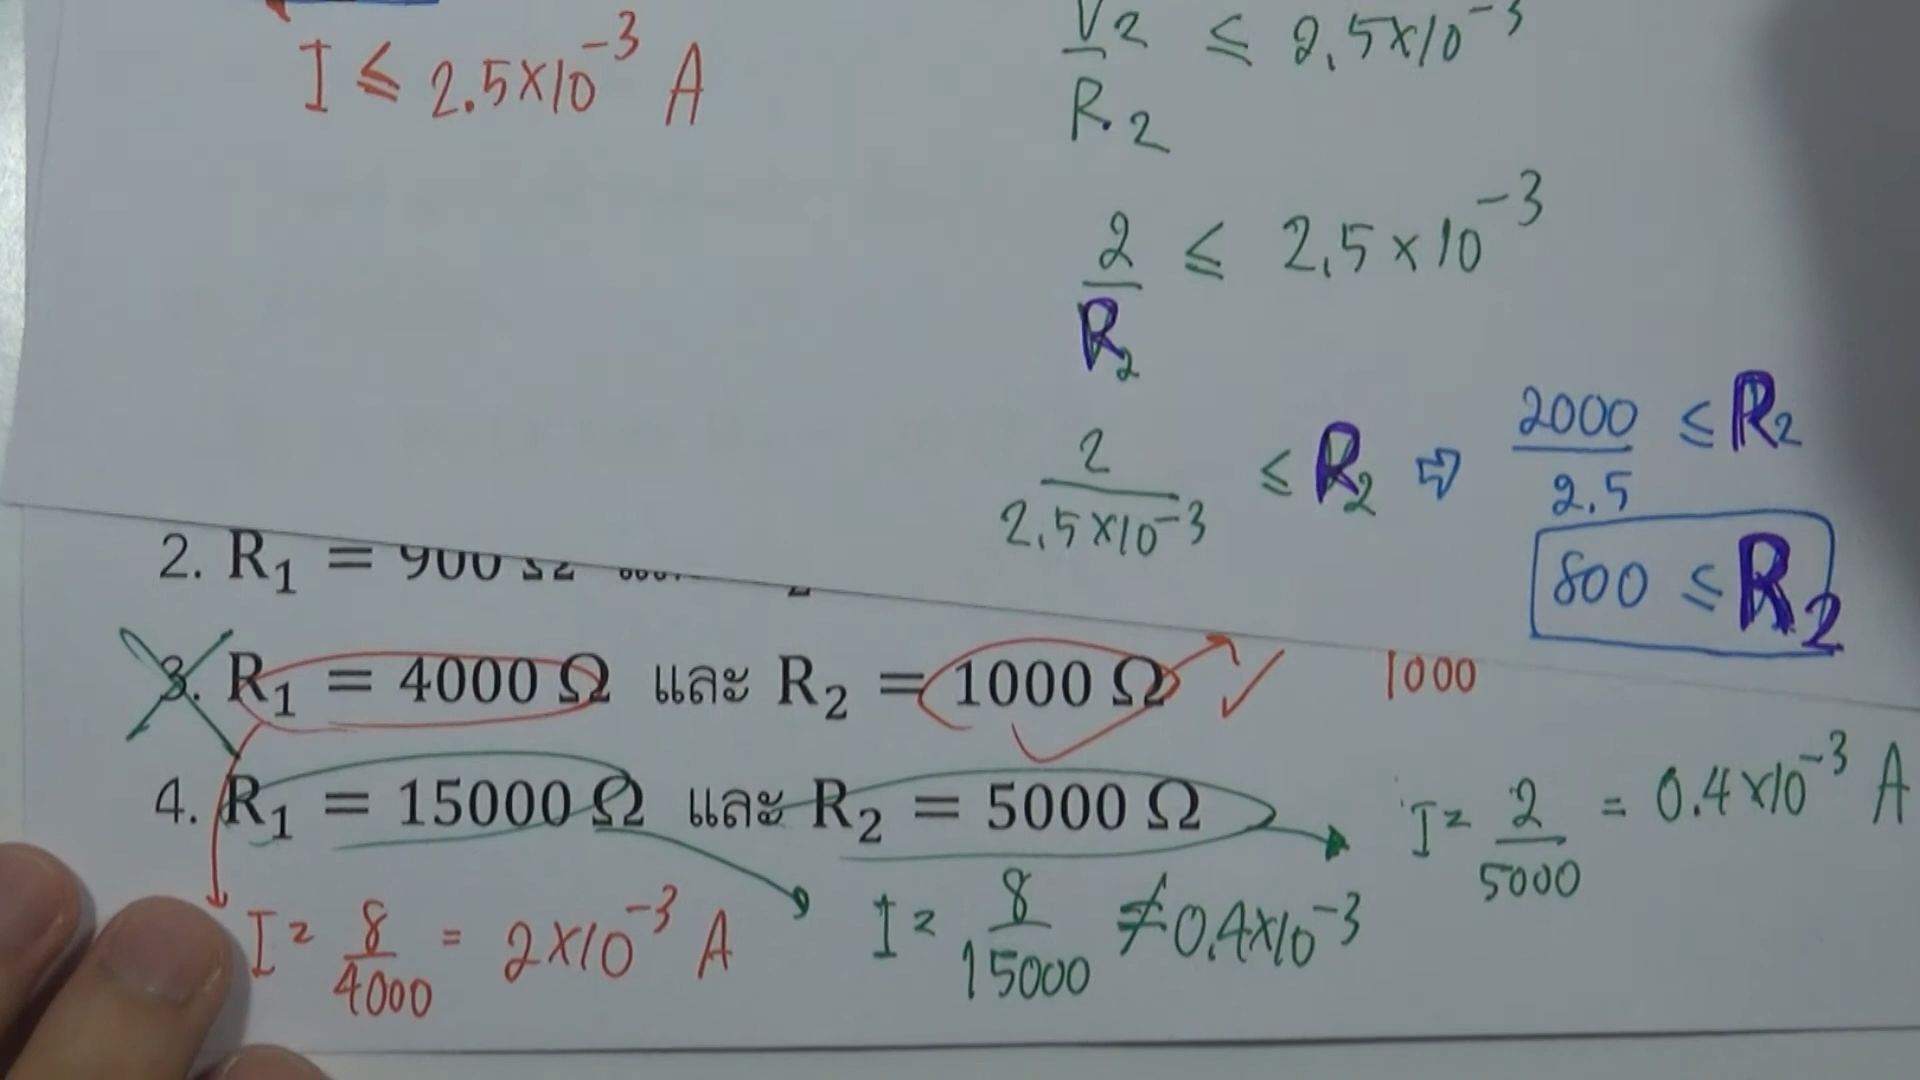 I ≤ 2.5×10⁻³ A
V₂/R₂ ≤ 2.5×10⁻³
2/R₂ ≤ 2.5×10⁻³
2/(2.5×10⁻³) ≤ R₂ ⇨ 2000/2.5 ≤ R₂
800 ≤ R₂
2. R₁ = 900 Ω
3. R₁ = 4000 Ω และ R₂ = 1000 Ω ✓ 1000
4. R₁ = 15000 Ω และ R₂ = 5000 Ω
I = 2/5000 = 0.4×10⁻³ A
I = 8/4000 = 2×10⁻³ A
I = 8/15000 ≠ 0.4×10⁻³